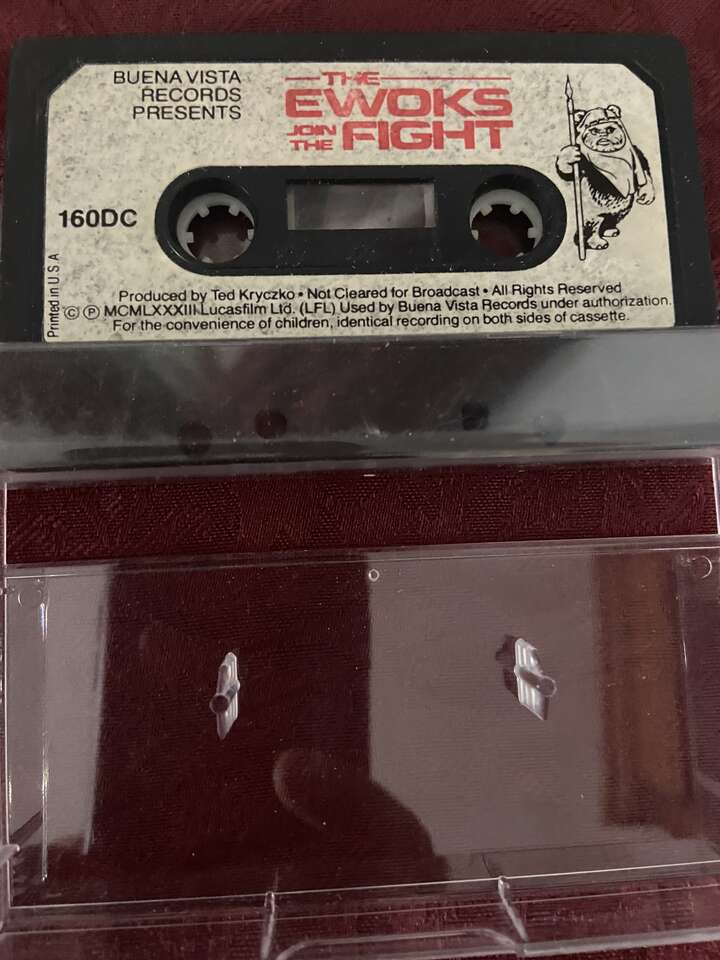 BUENA VISTA
RECORDS
PRESENTS
THE
EWOKS
JOIN
THE
FIGHT
160DC
Printed in U.S.A
Produced by Ted Kryczko • Not Cleared for Broadcast • All Rights Reserved
© ℗ MCMLXXXIII Lucasfilm Ltd. (LFL) Used by Buena Vista Records under authorization.
For the convenience of children, identical recording on both sides of cassette.